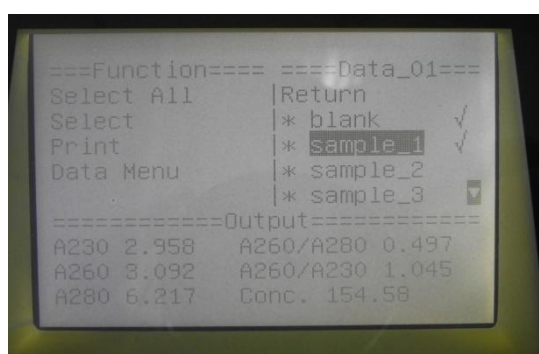 ===Function==== ====Data_01===
Select All |Return
Select |* blank √
Print |* sample_1 √
Data Menu |* sample_2
|* sample_3
============Output============
A230 2.958 A260/A280 0.497
A260 3.092 A260/A230 1.045
A280 6.217 Conc. 154.58